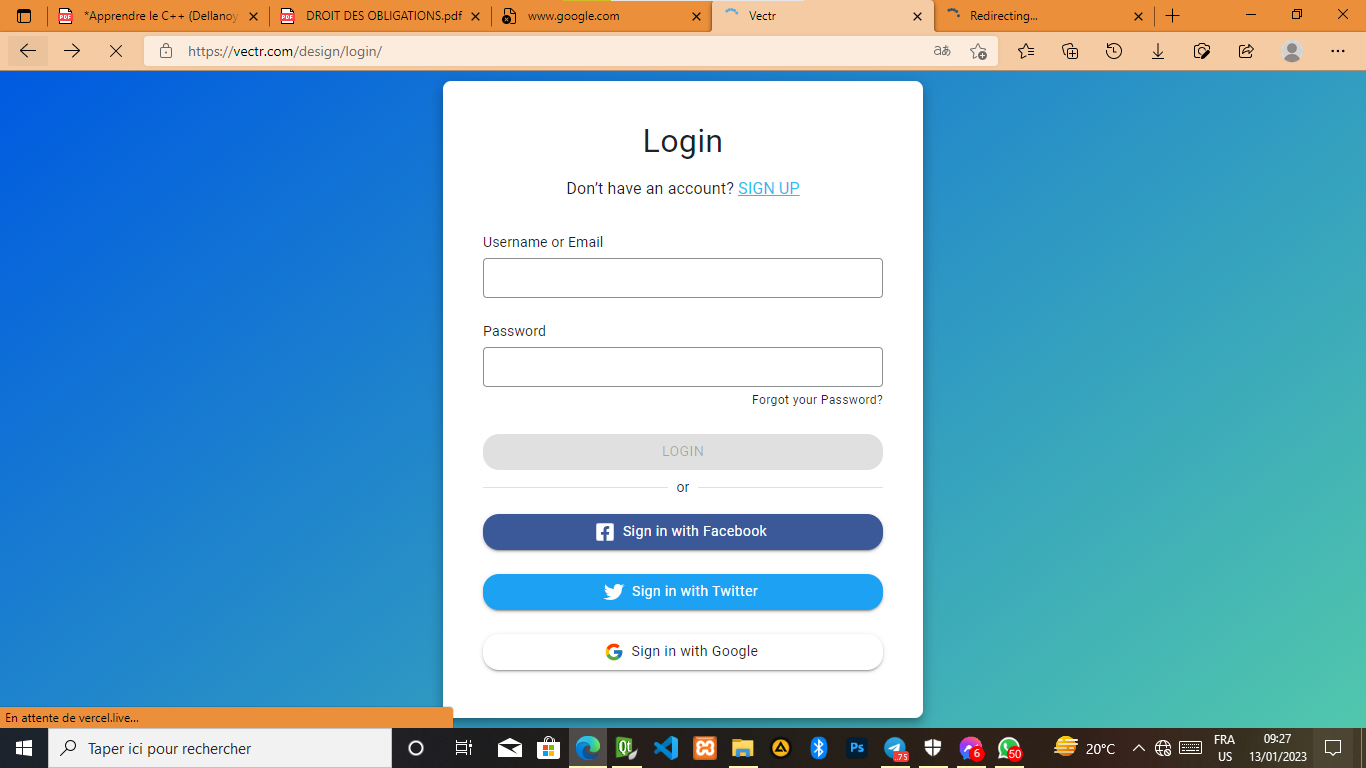 *Apprendre le C++ (Dellanoy
DROIT DES OBLIGATIONS.pdf
www.google.com
Vectr
Redirecting...
https://vectr.com/design/login/
Login
Don't have an account? SIGN UP
Username or Email
Password
Forgot your Password?
LOGIN
or
Sign in with Facebook
Sign in with Twitter
Sign in with Google
En attente de vercel.live...
Taper ici pour rechercher
Qt
Ps
.75
6
50
20°C
FRA
US
09:27
13/01/2023